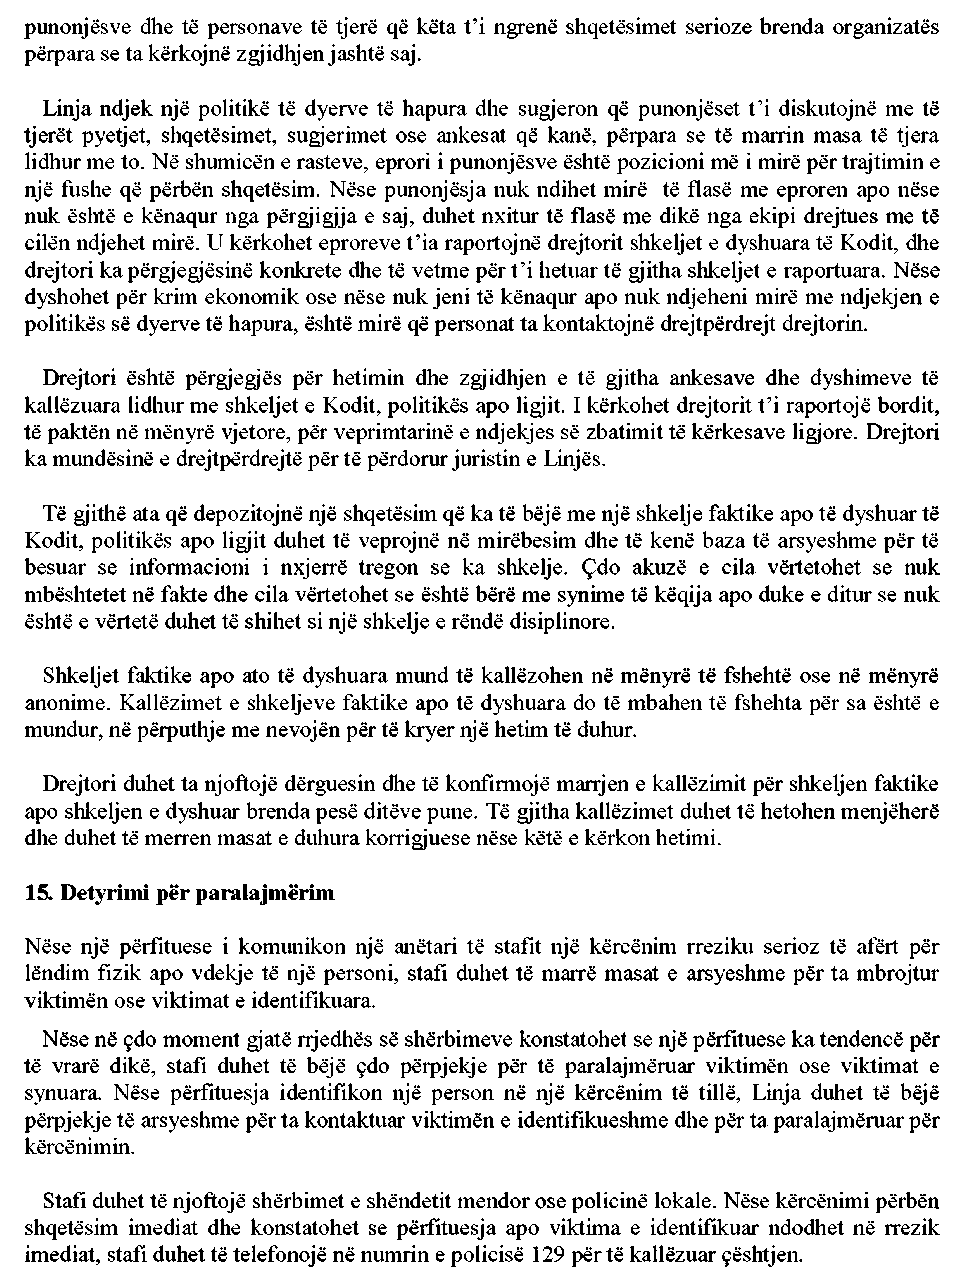 punonjësve dhe të personave të tjerë që këta t’i ngrenë shqetësimet serioze brenda organizatës
përpara se ta kërkojnë zgjidhjen jashtë saj.
Linja ndjek një politikë të dyerve të hapura dhe sugjeron që punonjëset t’i diskutojnë me të
tjerët pyetjet, shqetësimet, sugjerimet ose ankesat që kanë, përpara se të marrin masa të tjera
lidhur me to. Në shumicën e rasteve, eprori i punonjësve është pozicioni më i mirë për trajtimin e
një fushe që përbën shqetësim. Nëse punonjësja nuk ndihet mirë të flasë me eproren apo nëse
nuk është e kënaqur nga përgjigjja e saj, duhet nxitur të flasë me dikë nga ekipi drejtues me të
cilën ndjehet mirë. U kërkohet eproreve t’ia raportojnë drejtorit shkeljet e dyshuara të Kodit, dhe
drejtori ka përgjegjësinë konkrete dhe të vetme për t’i hetuar të gjitha shkeljet e raportuara. Nëse
dyshohet për krim ekonomik ose nëse nuk jeni të kënaqur apo nuk ndjeheni mirë me ndjekjen e
politikës së dyerve të hapura, është mirë që personat ta kontaktojnë drejtpërdrejt drejtorin.
Drejtori është përgjegjës për hetimin dhe zgjidhjen e të gjitha ankesave dhe dyshimeve të
kallëzuara lidhur me shkeljet e Kodit, politikës apo ligjit. I kërkohet drejtorit t’i raportojë bordit,
të paktën në mënyrë vjetore, për veprimtarinë e ndjekjes së zbatimit të kërkesave ligjore. Drejtori
ka mundësinë e drejtpërdrejtë për të përdorur juristin e Linjës.
Të gjithë ata që depozitojnë një shqetësim që ka të bëjë me një shkelje faktike apo të dyshuar të
Kodit, politikës apo ligjit duhet të veprojnë në mirëbesim dhe të kenë baza të arsyeshme për të
besuar se informacioni i nxjerrë tregon se ka shkelje. Çdo akuzë e cila vërtetohet se nuk
mbështetet në fakte dhe cila vërtetohet se është bërë me synime të këqija apo duke e ditur se nuk
është e vërtetë duhet të shihet si një shkelje e rëndë disiplinore.
Shkeljet faktike apo ato të dyshuara mund të kallëzohen në mënyrë të fshehtë ose në mënyrë
anonime. Kallëzimet e shkeljeve faktike apo të dyshuara do të mbahen të fshehta për sa është e
mundur, në përputhje me nevojën për të kryer një hetim të duhur.
Drejtori duhet ta njoftojë dërguesin dhe të konfirmojë marrjen e kallëzimit për shkeljen faktike
apo shkeljen e dyshuar brenda pesë ditëve pune. Të gjitha kallëzimet duhet të hetohen menjëherë
dhe duhet të merren masat e duhura korrigjuese nëse këtë e kërkon hetimi.
15. Detyrimi për paralajmërim
Nëse një përfituese i komunikon një anëtari të stafit një kërcënim rreziku serioz të afërt për
lëndim fizik apo vdekje të një personi, stafi duhet të marrë masat e arsyeshme për ta mbrojtur
viktimën ose viktimat e identifikuara.
Nëse në çdo moment gjatë rrjedhës së shërbimeve konstatohet se një përfituese ka tendencë për
të vrarë dikë, stafi duhet të bëjë çdo përpjekje për të paralajmëruar viktimën ose viktimat e
synuara. Nëse përfituesja identifikon një person në një kërcënim të tillë, Linja duhet të bëjë
përpjekje të arsyeshme për ta kontaktuar viktimën e identifikueshme dhe për ta paralajmëruar për
kërcënimin.
Stafi duhet të njoftojë shërbimet e shëndetit mendor ose policinë lokale. Nëse kërcënimi përbën
shqetësim imediat dhe konstatohet se përfituesja apo viktima e identifikuar ndodhet në rrezik
imediat, stafi duhet të telefonojë në numrin e policisë 129 për të kallëzuar çështjen.